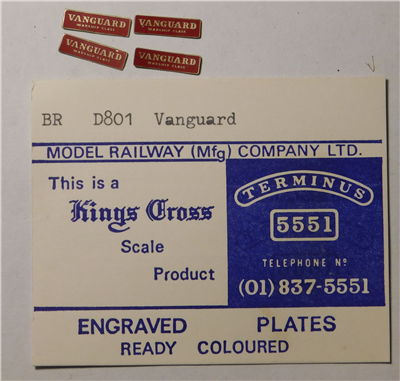 VANGUARD
WARSHIP CLASS
VANGUARD
WARSHIP CLASS
VANGUARD
WARSHIP CLASS
VANGUARD
WARSHIP CLASS
BR D801 Vanguard
MODEL RAILWAY (Mfg) COMPANY LTD.
This is a
Kings Cross
Scale
Product
TERMINUS
5551
TELEPHONE Nº
(01) 837-5551
ENGRAVED PLATES
READY COLOURED